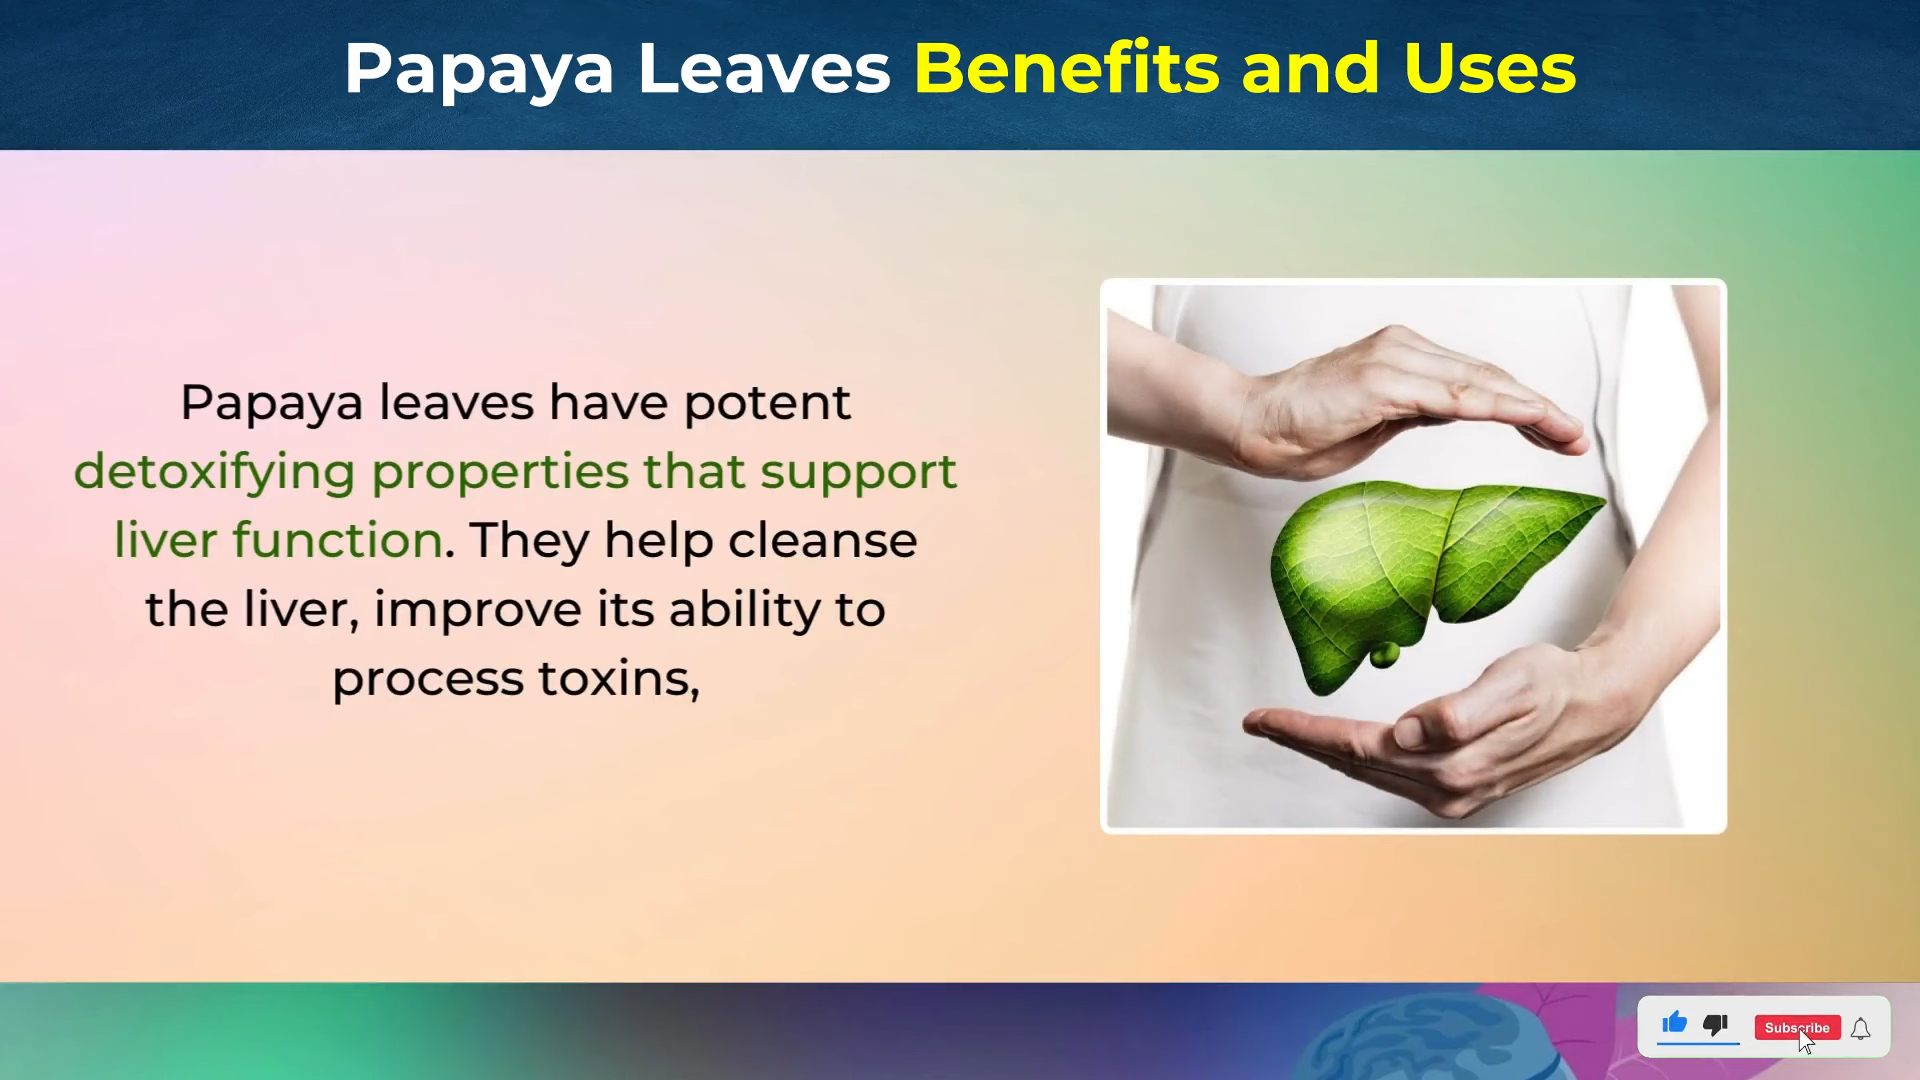 Papaya Leaves Benefits and Uses
Papaya leaves have potent
detoxifying properties that support
liver function. They help cleanse
the liver, improve its ability to
process toxins,
Subscribe